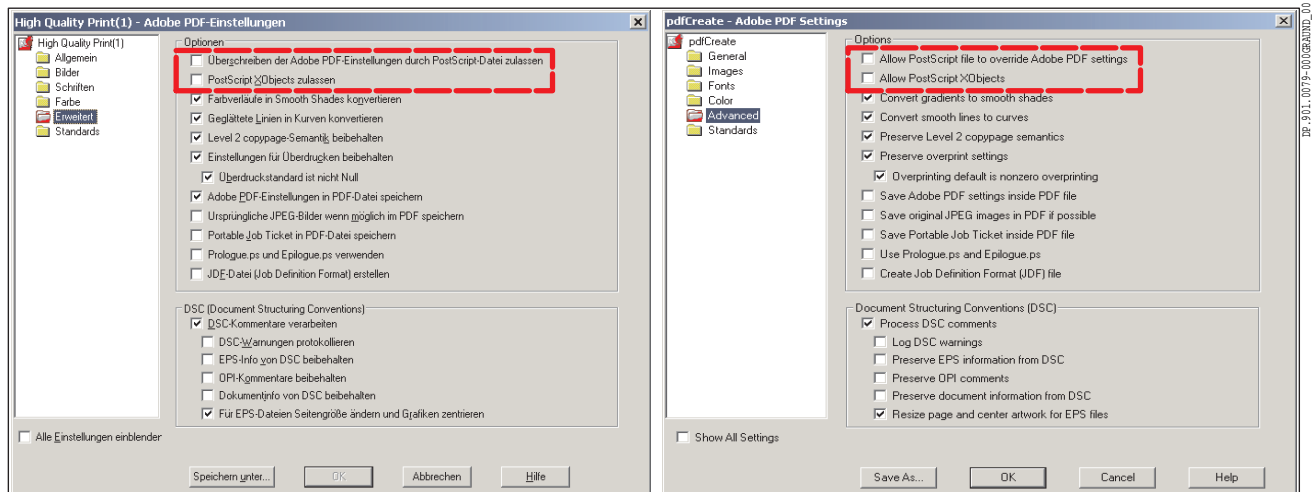 High Quality Print(1) - Adobe PDF-Einstellungen
High Quality Print(1)
Allgemein
Bilder
Schriften
Farbe
Erweitert
Standards
Optionen
Überschreiben der Adobe PDF-Einstellungen durch PostScript-Datei zulassen
PostScript XObjects zulassen
Farbverläufe in Smooth Shades konvertieren
Geglättete Linien in Kurven konvertieren
Level 2 copypage-Semantik beibehalten
Einstellungen für Überdrucken beibehalten
Überdruckstandard ist nicht Null
Adobe PDF-Einstellungen in PDF-Datei speichern
Ursprüngliche JPEG-Bilder wenn möglich im PDF speichern
Portable Job Ticket in PDF-Datei speichern
Prologue.ps und Epilogue.ps verwenden
JDF-Datei (Job Definition Format) erstellen
DSC (Document Structuring Conventions)
DSC-Kommentare verarbeiten
DSC-Warnungen protokollieren
EPS-Info von DSC beibehalten
OPI-Kommentare beibehalten
Dokumentinfo von DSC beibehalten
Für EPS-Dateien Seitengröße ändern und Grafiken zentrieren
Alle Einstellungen einblender
Speichern unter...
OK
Abbrechen
Hilfe
pdfCreate - Adobe PDF Settings
pdfCreate
General
Images
Fonts
Color
Advanced
Standards
Options
Allow PostScript file to override Adobe PDF settings
Allow PostScript XObjects
Convert gradients to smooth shades
Convert smooth lines to curves
Preserve Level 2 copypage semantics
Preserve overprint settings
Overprinting default is nonzero overprinting
Save Adobe PDF settings inside PDF file
Save original JPEG images in PDF if possible
Save Portable Job Ticket inside PDF file
Use Prologue.ps and Epilogue.ps
Create Job Definition Format (JDF) file
Document Structuring Conventions (DSC)
Process DSC comments
Log DSC warnings
Preserve EPS information from DSC
Preserve OPI comments
Preserve document information from DSC
Resize page and center artwork for EPS files
Show All Settings
Save As...
OK
Cancel
Help
DP.901.0079-000GRAUND_00